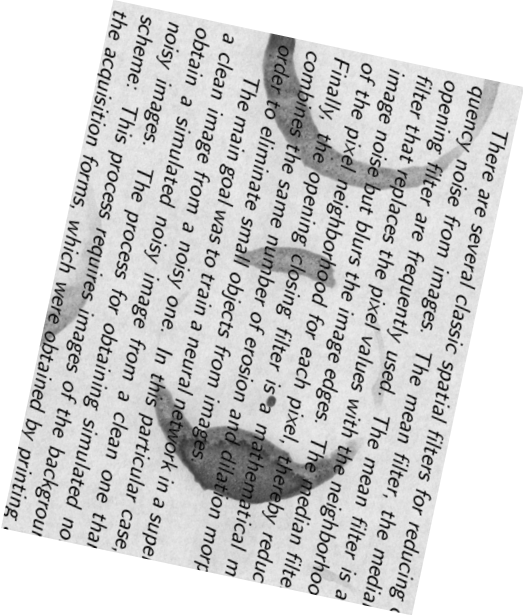 There are several classic spatial filters for reducing
quency noise from images. The mean filter, the media
opening filter are frequently used. The mean filter is a
filter that replaces the pixel values with the neighborhoo
image noise but blurs the image edges. The median filte
of the pixel neighborhood for each pixel, thereby reduc
Finally, the opening closing filter is a mathematical m
combines the same number of erosion and dilation morp
order to eliminate small objects from images.
The main goal was to train a neural network in a supe
a clean image from a noisy one. In this particular case,
obtain a simulated noisy image from a clean one tha
noisy images. The process for obtaining simulated no
scheme: This process requires images of the backgrou
the acquisition forms, which were obtained by printing